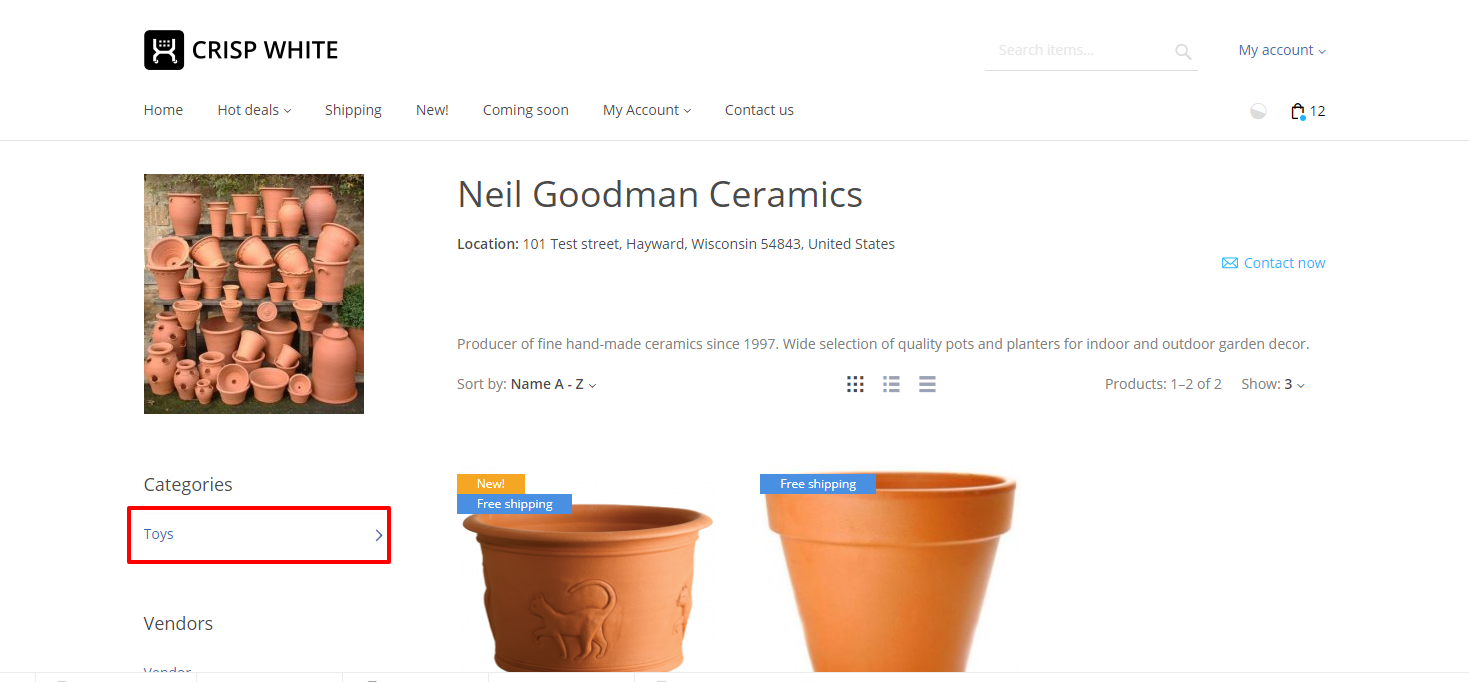 CRISP WHITE
Search items...
My account
Home
Hot deals
Shipping
New!
Coming soon
My Account
Contact us
12
Neil Goodman Ceramics
Location: 101 Test street, Hayward, Wisconsin 54843, United States
Contact now
Producer of fine hand-made ceramics since 1997. Wide selection of quality pots and planters for indoor and outdoor garden decor.
Sort by: Name A - Z
Products: 1–2 of 2
Show: 3
Categories
Toys
Vendors
Vendor
New!
Free shipping
Free shipping